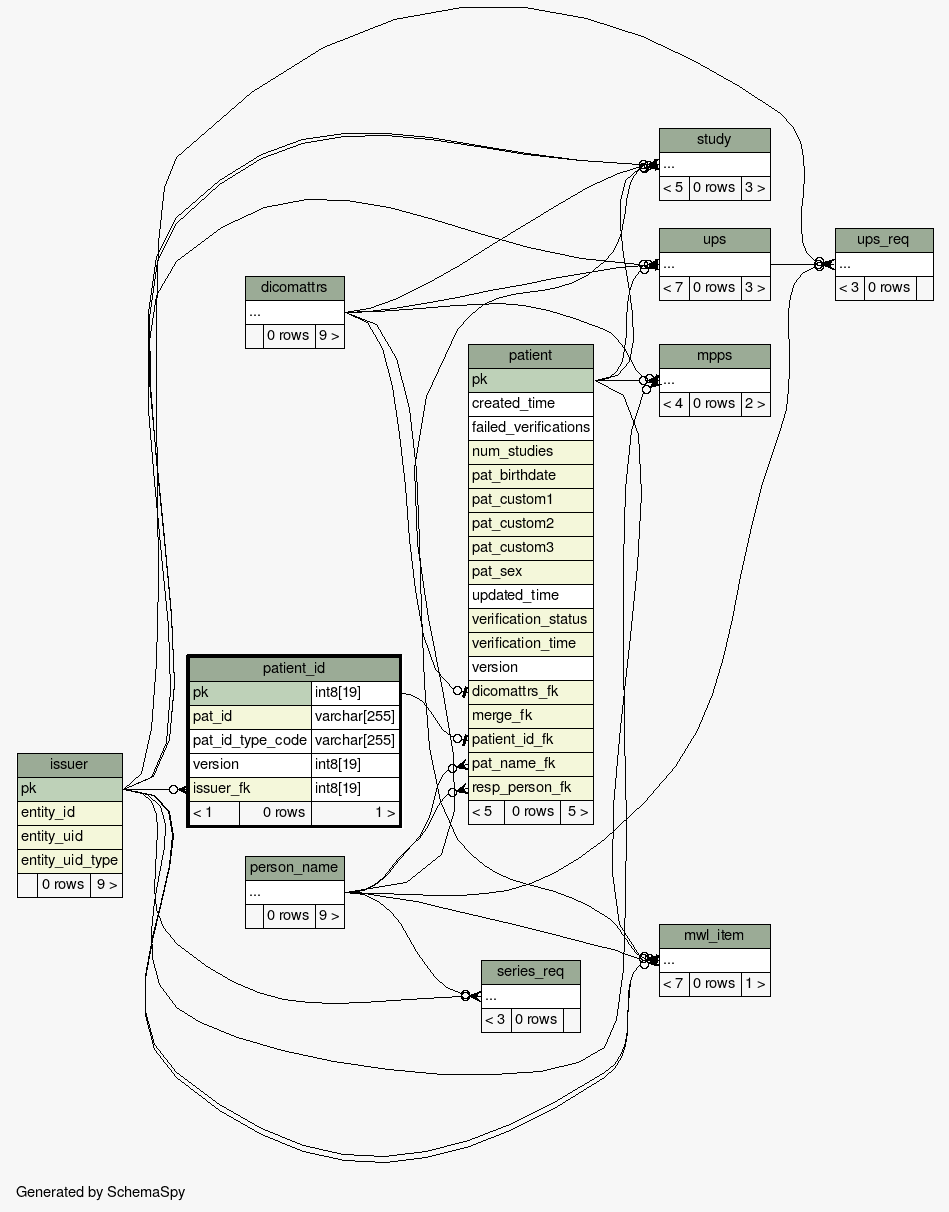 study
...
< 5 0 rows 3 >
ups
...
< 7 0 rows 3 >
ups_req
...
< 3 0 rows
dicomattrs
...
0 rows 9 >
patient
pk
created_time
failed_verifications
num_studies
pat_birthdate
pat_custom1
pat_custom2
pat_custom3
pat_sex
updated_time
verification_status
verification_time
version
dicomattrs_fk
merge_fk
patient_id_fk
pat_name_fk
resp_person_fk
< 5 0 rows 5 >
mpps
...
< 4 0 rows 2 >
patient_id
pk int8[19]
pat_id varchar[255]
pat_id_type_code varchar[255]
version int8[19]
issuer_fk int8[19]
< 1 0 rows 1 >
issuer
pk
entity_id
entity_uid
entity_uid_type
0 rows 9 >
person_name
...
0 rows 9 >
mwl_item
...
< 7 0 rows 1 >
series_req
...
< 3 0 rows
Generated by SchemaSpy